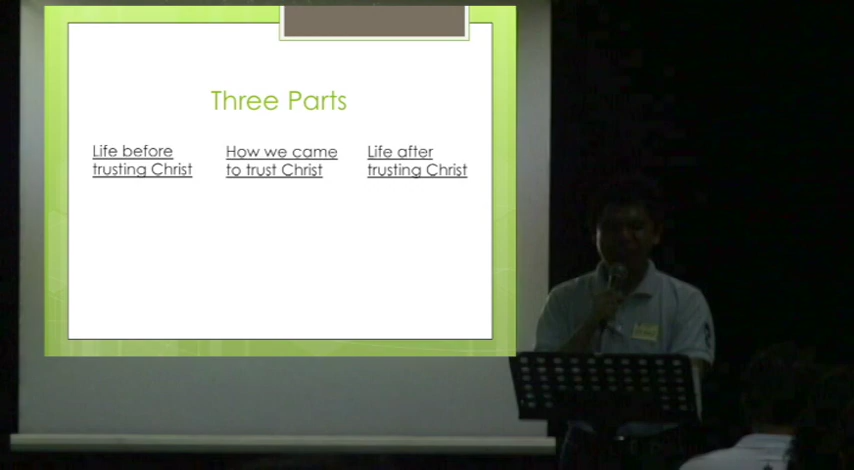 Three Parts
Life before
trusting Christ
How we came
to trust Christ
Life after
trusting Christ